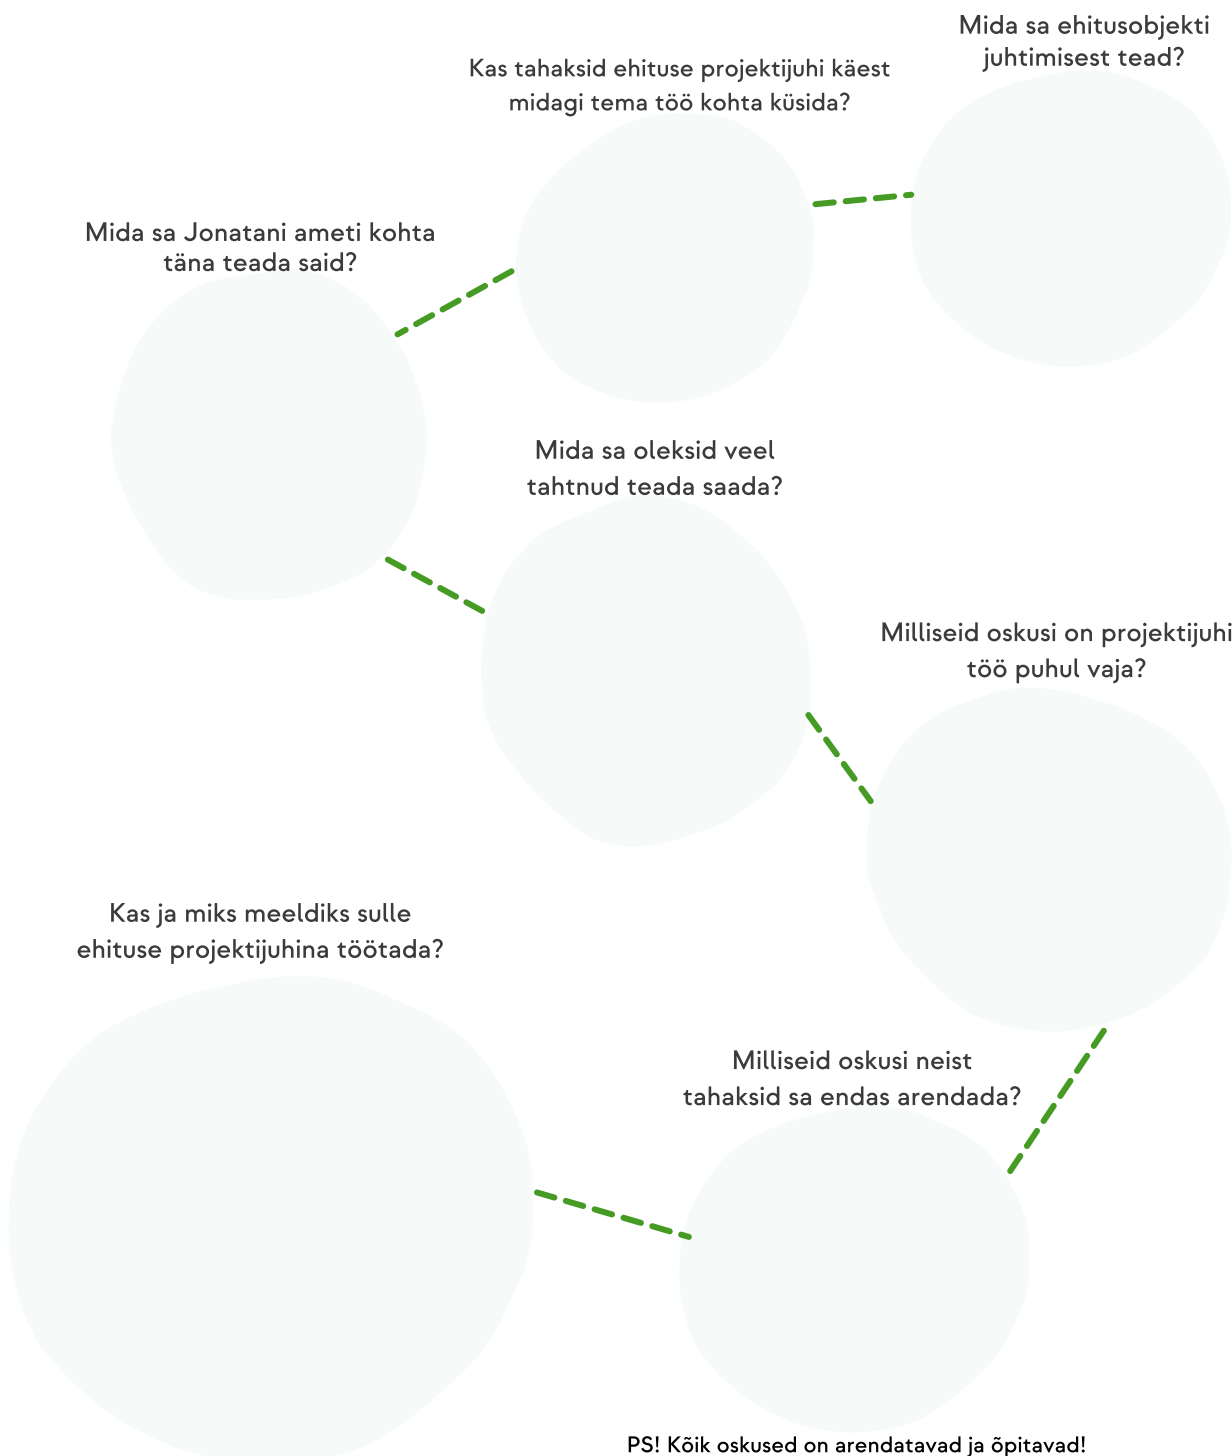 Mida sa ehitusobjekti
juhtimisest tead?
Kas tahaksid ehituse projektijuhi käest
midagi tema töö kohta küsida?
Mida sa Jonatani ameti kohta
täna teada said?
Mida sa oleksid veel
tahtnud teada saada?
Milliseid oskusi on projektijuhi
töö puhul vaja?
Milliseid oskusi neist
tahaksid sa endas arendada?
Kas ja miks meeldiks sulle
ehituse projektijuhina töötada?
PS! Kõik oskused on arendatavad ja õpitavad!